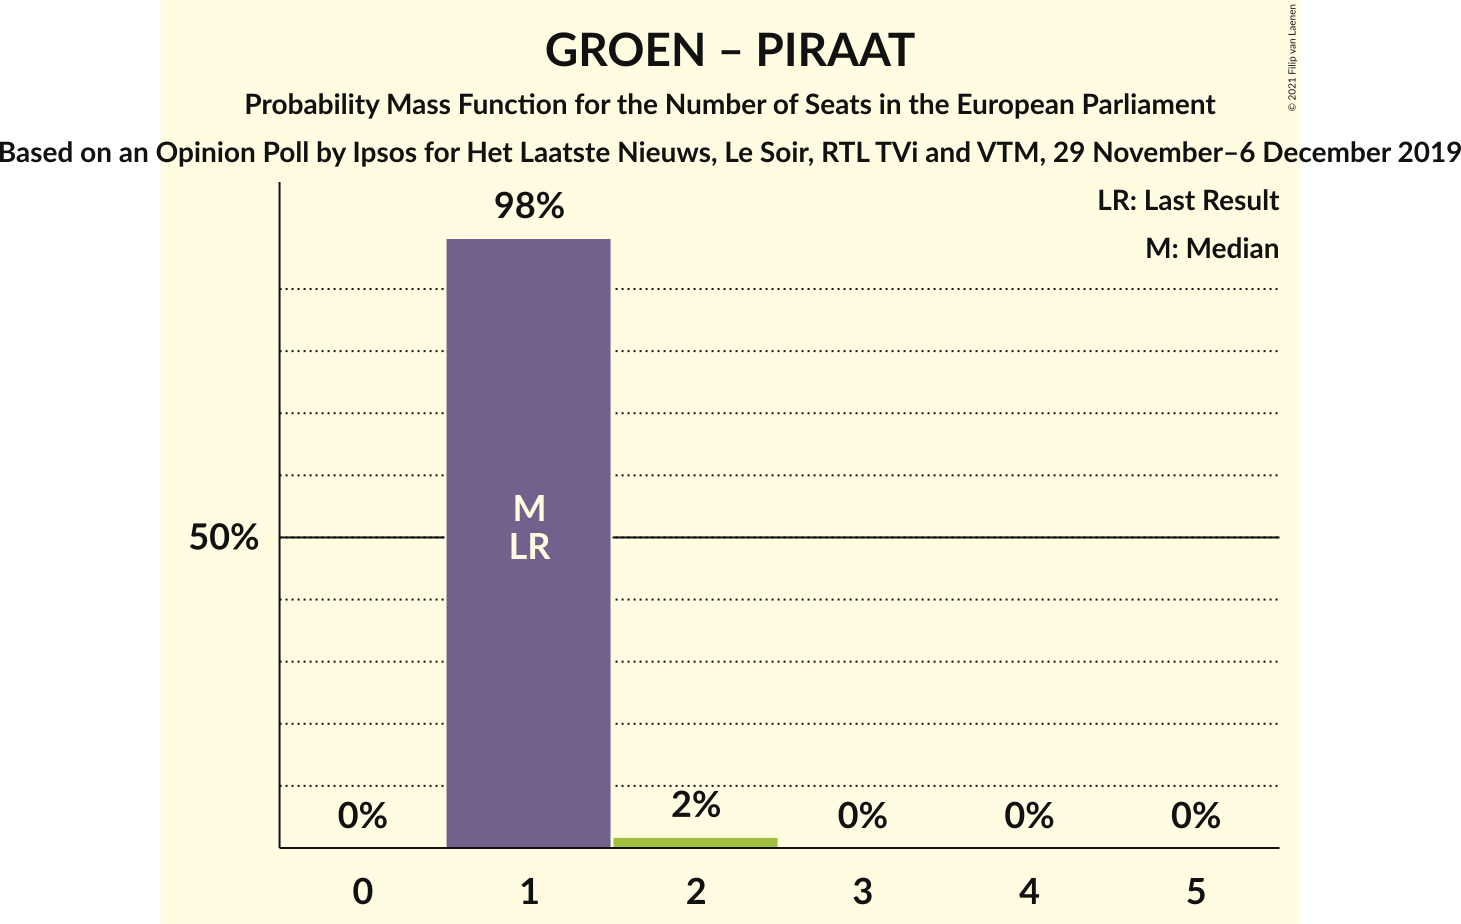 GROEN – PIRAAT
Probability Mass Function for the Number of Seats in the European Parliament
Based on an Opinion Poll by Ipsos for Het Laatste Nieuws, Le Soir, RTL TVi and VTM, 29 November–6 December 2019
© 2021 Filip van Laenen
LR: Last Result
M: Median
98%
M
LR
50%
0%
2%
0%
0%
0%
0
1
2
3
4
5